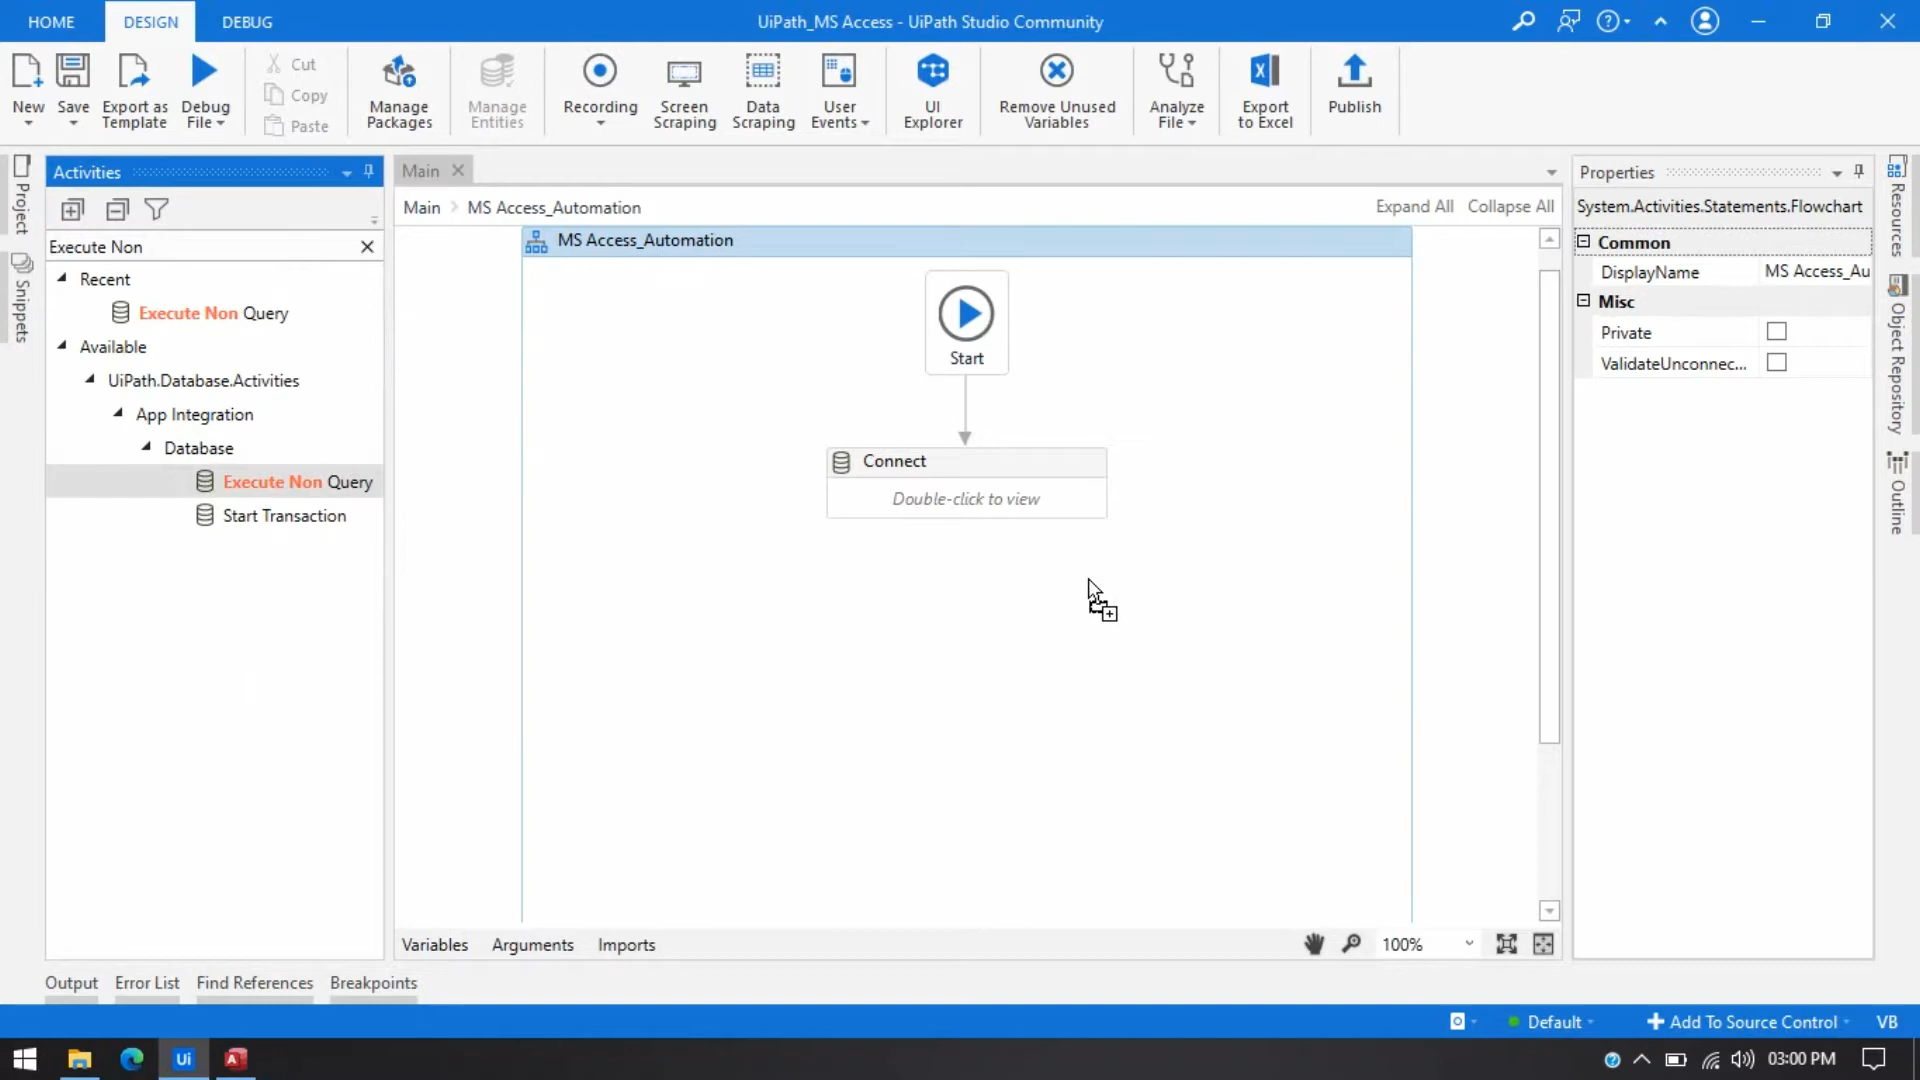 HOME DESIGN DEBUG
UiPath_MS Access - UiPath Studio Community
New
Save
Export as
Template
Debug
File
Cut
Copy
Paste
Manage
Packages
Manage
Entities
Recording
Screen
Scraping
Data
Scraping
User
Events
UI
Explorer
Remove Unused
Variables
Analyze
File
Export
to Excel
Publish
Project
Snippets
Activities
Execute Non
Recent
Execute Non Query
Available
UiPath.Database.Activities
App Integration
Database
Execute Non Query
Start Transaction
Main
Main > MS Access_Automation
Expand All Collapse All
MS Access_Automation
Start
Connect
Double-click to view
Variables Arguments Imports
100%
Properties
System.Activities.Statements.Flowchart
Common
DisplayName MS Access_Au
Misc
Private
ValidateUnconnec...
Resources
Object Repository
Outline
Output Error List Find References Breakpoints
Default
Add To Source Control
VB
Ui
03:00 PM